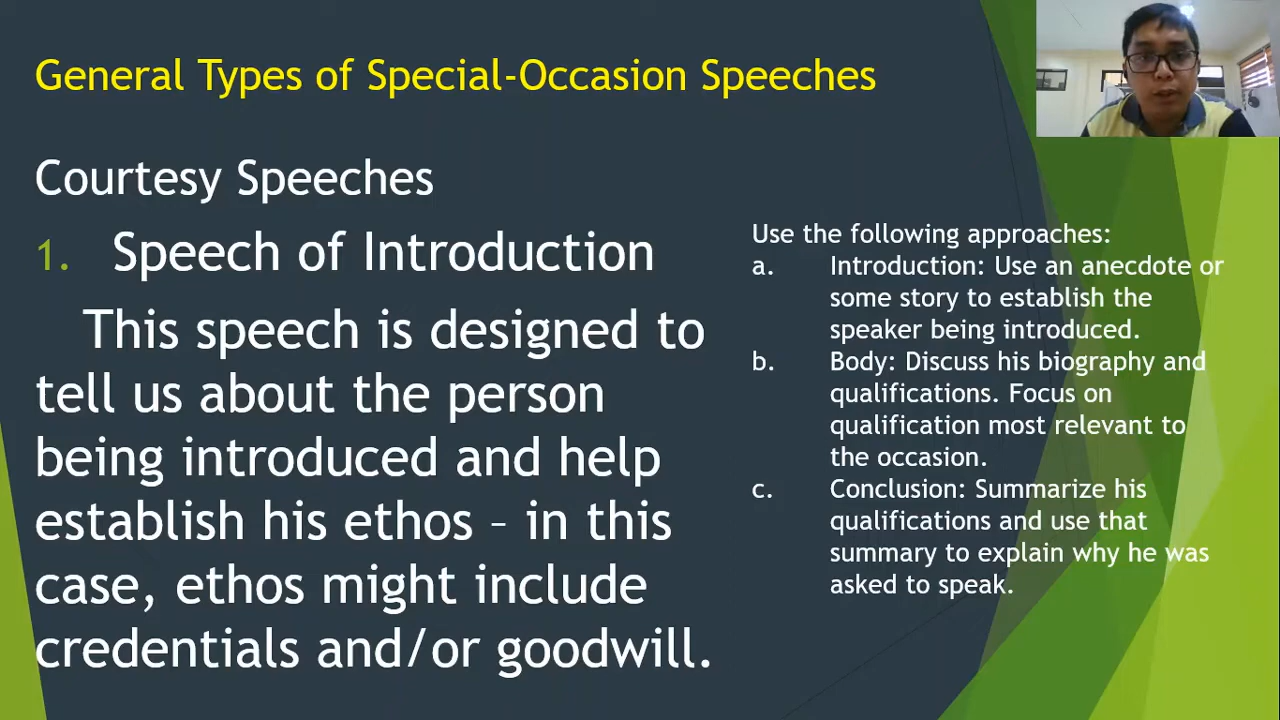 General Types of Special-Occasion Speeches
Courtesy Speeches
1. Speech of Introduction
This speech is designed to
tell us about the person
being introduced and help
establish his ethos – in this
case, ethos might include
credentials and/or goodwill.
Use the following approaches:
a. Introduction: Use an anecdote or
some story to establish the
speaker being introduced.
b. Body: Discuss his biography and
qualifications. Focus on
qualification most relevant to
the occasion.
c. Conclusion: Summarize his
qualifications and use that
summary to explain why he was
asked to speak.